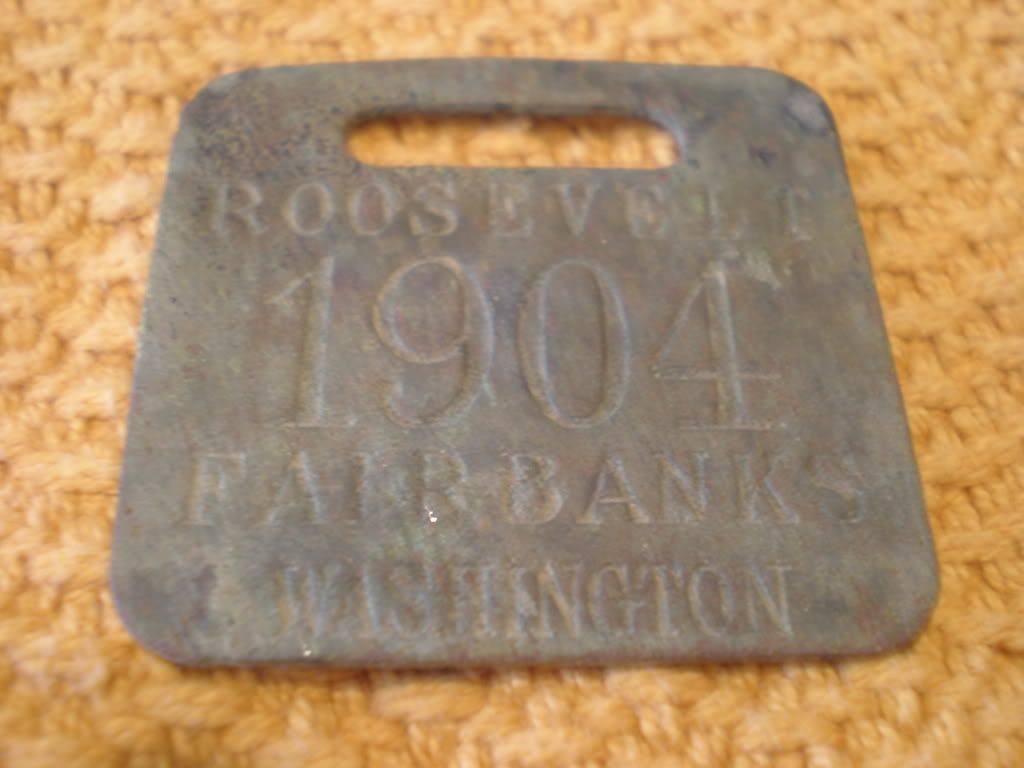 ROOSEVELT
1904
FAIRBANKS
WASHINGTON